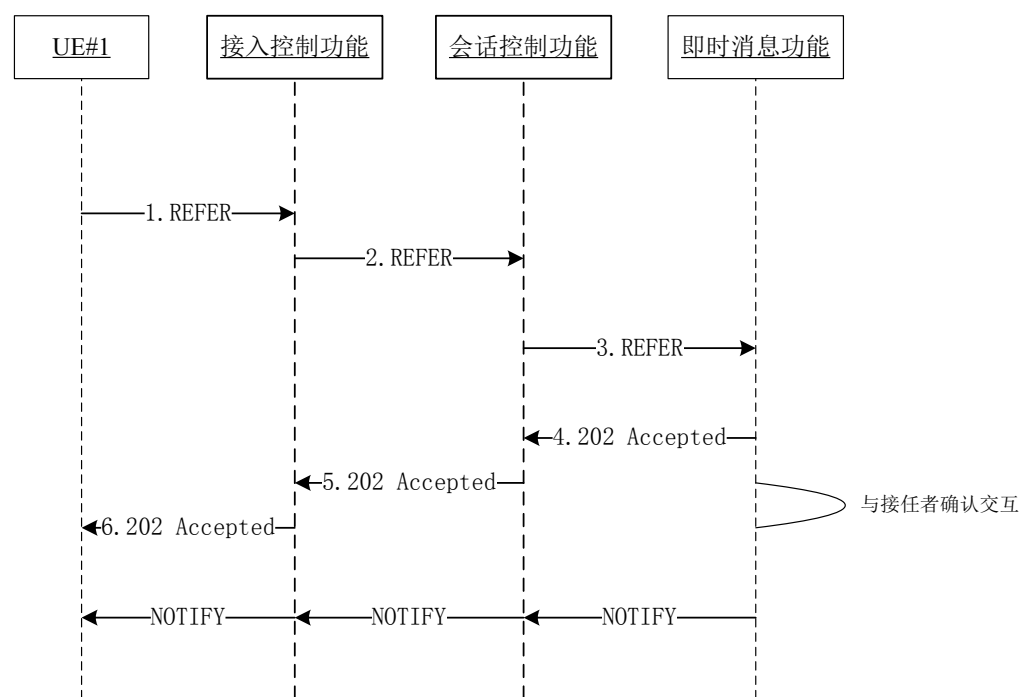 UE#1
接入控制功能
会话控制功能
即时消息功能
1.REFER
2.REFER
3.REFER
4.202 Accepted
5.202 Accepted
与接任者确认交互
6.202 Accepted
NOTIFY
NOTIFY
NOTIFY